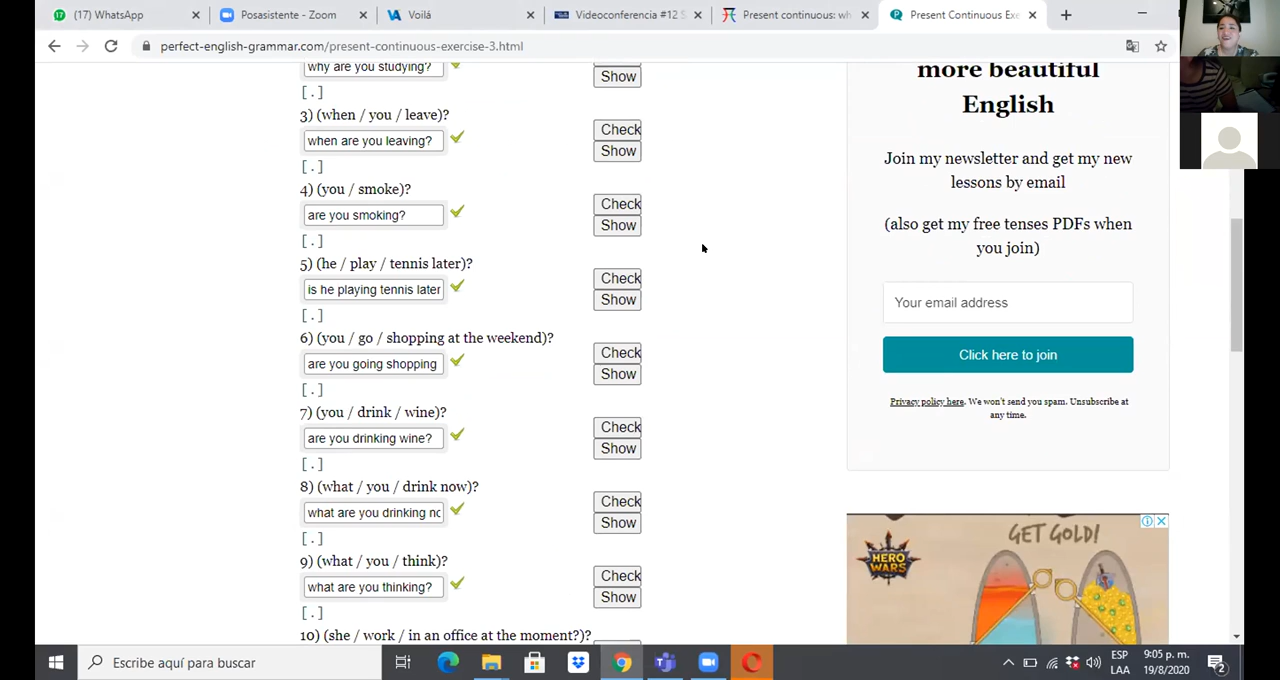 (17) WhatsApp
Posasistente - Zoom
Voilá
Videoconferencia #12 S
Present continuous: wh
Present Continuous Exe
perfect-english-grammar.com/present-continuous-exercise-3.html
why are you studying?
Show
[ . ]
3) (when / you / leave)?
Check
when are you leaving?
Show
[ . ]
4) (you / smoke)?
Check
are you smoking?
Show
[ . ]
5) (he / play / tennis later)?
Check
is he playing tennis later
Show
[ . ]
6) (you / go / shopping at the weekend)?
Check
are you going shopping
Show
[ . ]
7) (you / drink / wine)?
Check
are you drinking wine?
Show
[ . ]
8) (what / you / drink now)?
Check
what are you drinking no
Show
[ . ]
9) (what / you / think)?
Check
what are you thinking?
Show
[ . ]
10) (she / work / in an office at the moment?)?
more beautiful
English
Join my newsletter and get my new
lessons by email
(also get my free tenses PDFs when
you join)
Your email address
Click here to join
Privacy policy here. We won't send you spam. Unsubscribe at
any time.
GET GOLD!
HERO
WARS
Escribe aquí para buscar
ESP
LAA
9:05 p. m.
19/8/2020
2